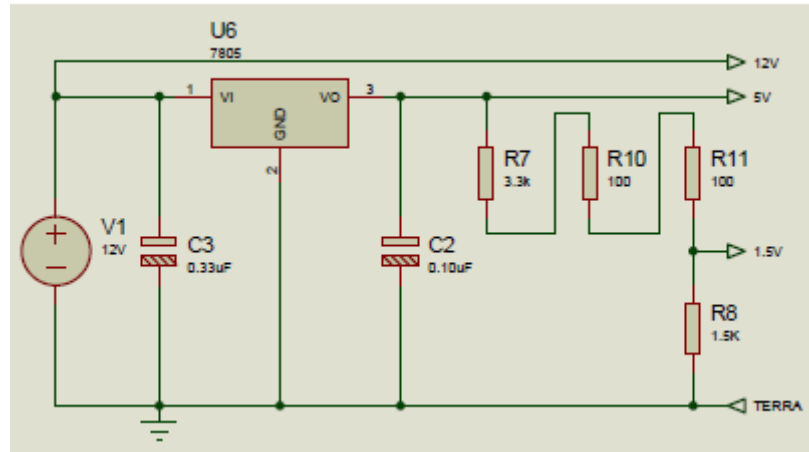 U6
7805
12V
1
VI
VO
3
5V
GND
2
R7
3.3k
R10
100
R11
100
V1
12V
C3
0.33uF
C2
0.10uF
1.5V
R8
1.5K
TERRA